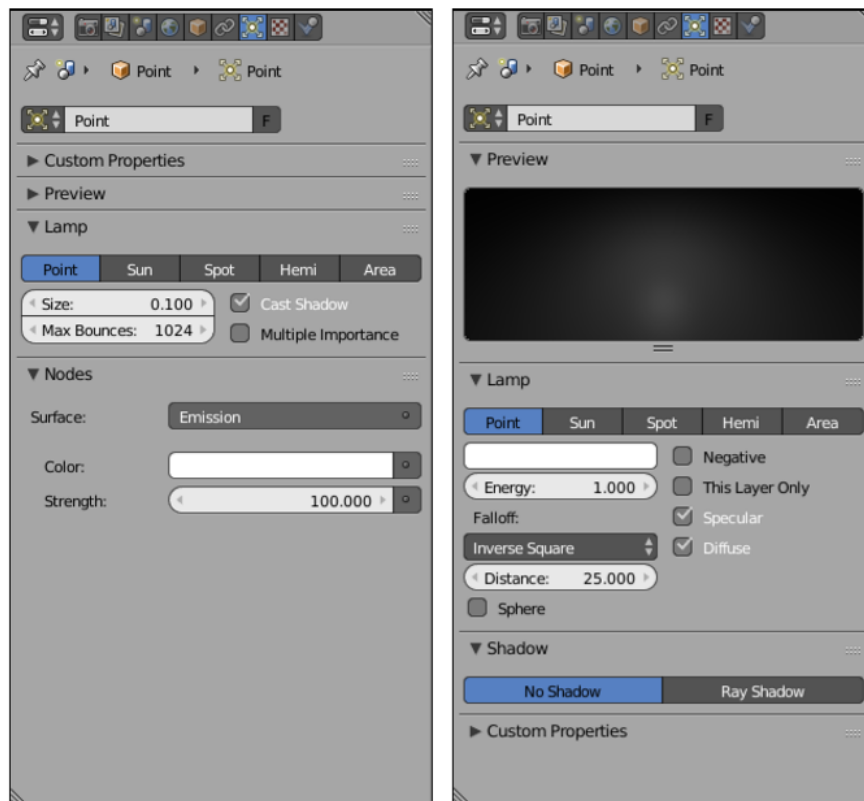 Point Point
Point F
Custom Properties
Preview
Lamp
Point Sun Spot Hemi Area
Size: 0.100 Cast Shadow
Max Bounces: 1024 Multiple Importance
Nodes
Surface: Emission
Color:
Strength: 100.000
Point Point
Point F
Preview
Lamp
Point Sun Spot Hemi Area
Negative
Energy: 1.000 This Layer Only
Falloff: Specular
Inverse Square Diffuse
Distance: 25.000
Sphere
Shadow
No Shadow Ray Shadow
Custom Properties